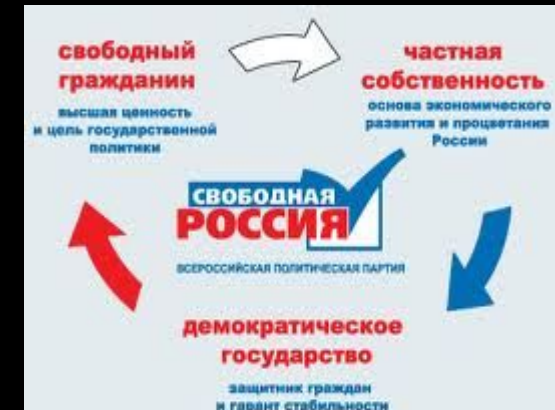 свободный
гражданин
высшая ценность
и цель государственной
политики
частная
собственность
основа экономического
развития и процветания
России
СВОБОДНАЯ
РОССИЯ
ВСЕРОССИЙСКАЯ ПОЛИТИЧЕСКАЯ ПАРТИЯ
демократическое
государство
защитник граждан
и гарант стабильности